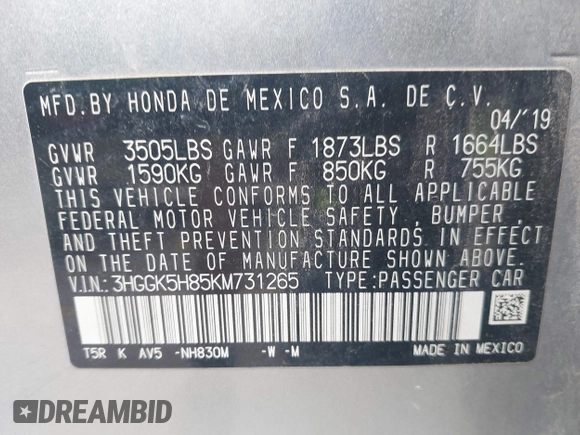 MFD. BY HONDA DE MEXICO S.A. DE C.V.
04/'19
GVWR 3505LBS GAWR F 1873LBS R 1664LBS
GVWR 1590KG GAWR F 850KG R 755KG
THIS VEHICLE CONFORMS TO ALL APPLICABLE
FEDERAL MOTOR VEHICLE SAFETY, BUMPER,
AND THEFT PREVENTION STANDARDS IN EFFECT
ON THE DATE OF MANUFACTURE SHOWN ABOVE.
V.I.N.: 3HGGK5H85KM731265 TYPE: PASSENGER CAR
T5R K AV5 -NH830M -W -M MADE IN MEXICO
DREAMBID